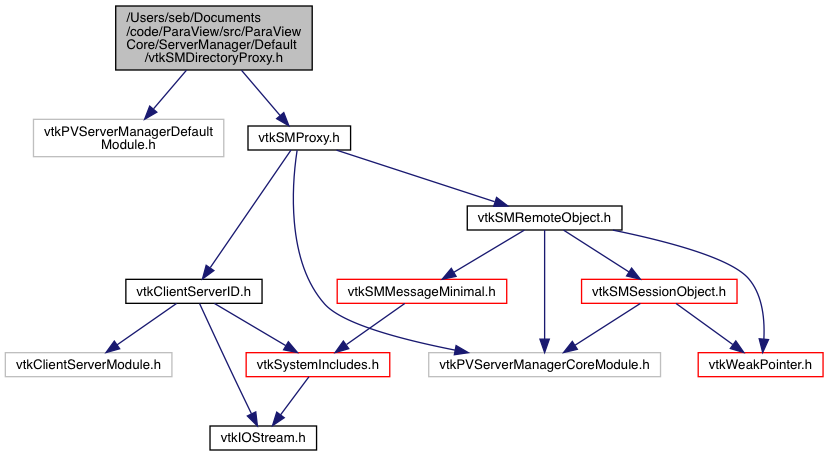 /Users/seb/Documents
/code/ParaView/src/ParaView
Core/ServerManager/Default
/vtkSMDirectoryProxy.h
vtkPVServerManagerDefault
Module.h
vtkSMProxy.h
vtkSMRemoteObject.h
vtkClientServerID.h
vtkSMMessageMinimal.h
vtkSMSessionObject.h
vtkClientServerModule.h
vtkSystemIncludes.h
vtkPVServerManagerCoreModule.h
vtkWeakPointer.h
vtkIOStream.h